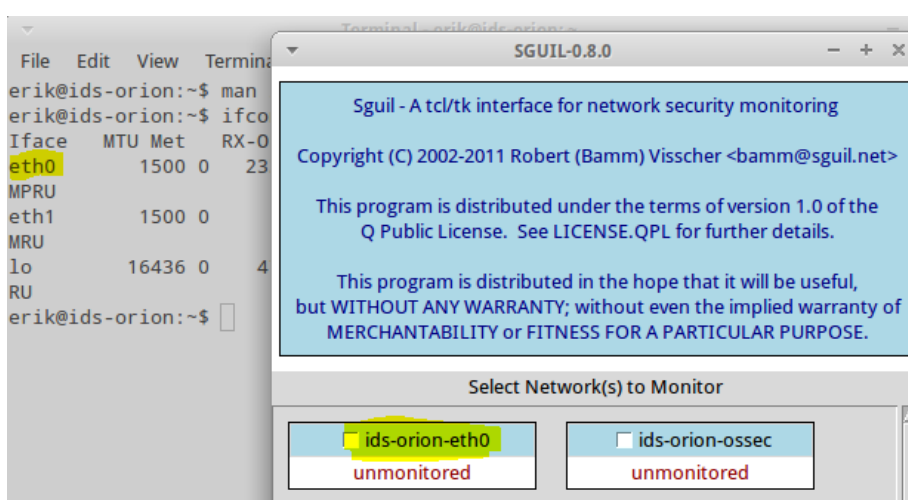 Terminal - erik@ids-orion: ~
File Edit View Termina
erik@ids-orion:~$ man
erik@ids-orion:~$ ifco
Iface MTU Met RX-O
eth0 1500 0 23
MPRU
eth1 1500 0
MRU
lo 16436 0 4
RU
erik@ids-orion:~$
SGUIL-0.8.0
Sguil - A tcl/tk interface for network security monitoring
Copyright (C) 2002-2011 Robert (Bamm) Visscher <bamm@sguil.net>
This program is distributed under the terms of version 1.0 of the
Q Public License. See LICENSE.QPL for further details.
This program is distributed in the hope that it will be useful,
but WITHOUT ANY WARRANTY; without even the implied warranty of
MERCHANTABILITY or FITNESS FOR A PARTICULAR PURPOSE.
Select Network(s) to Monitor
ids-orion-eth0
unmonitored
ids-orion-ossec
unmonitored